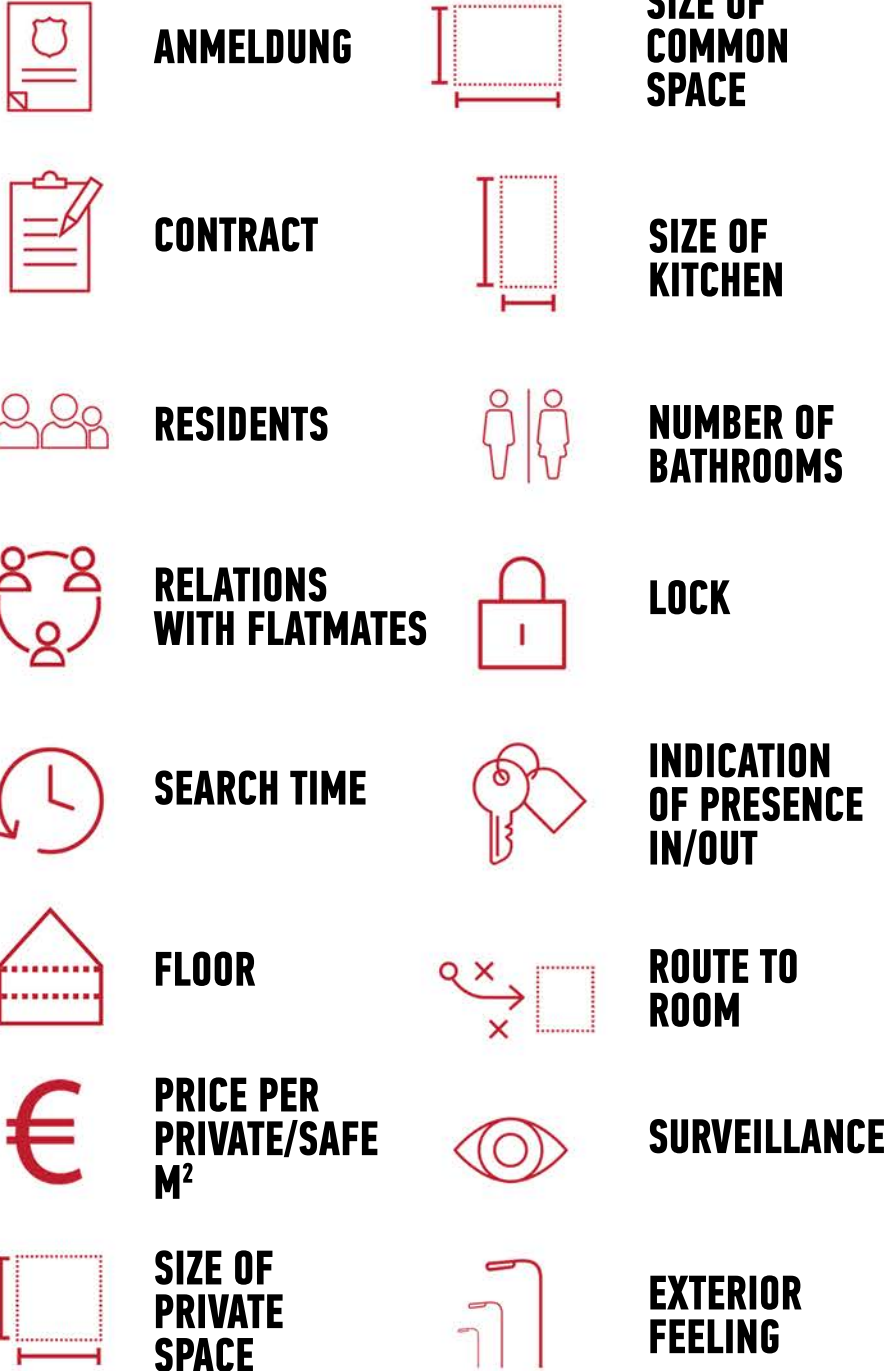 ANMELDUNG
CONTRACT
RESIDENTS
RELATIONS
WITH FLATMATES
SEARCH TIME
FLOOR
€
PRICE PER
PRIVATE/SAFE
M²
SIZE OF
PRIVATE
SPACE
SIZE OF
COMMON
SPACE
SIZE OF
KITCHEN
NUMBER OF
BATHROOMS
LOCK
INDICATION
OF PRESENCE
IN/OUT
ROUTE TO
ROOM
SURVEILLANCE
EXTERIOR
FEELING